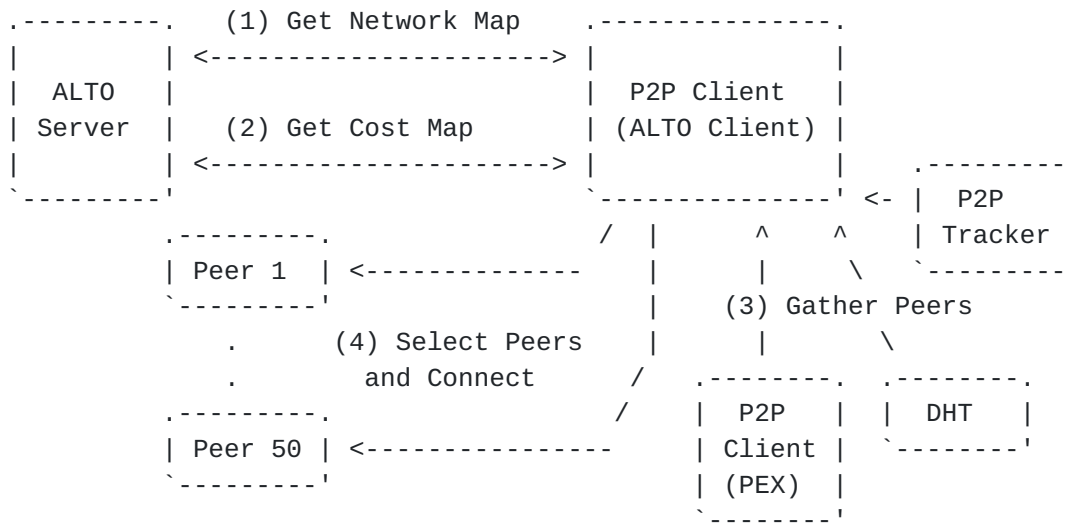 (1) Get Network Map
ALTO P2P Client
Server (2) Get Cost Map (ALTO Client)
P2P
Tracker
Peer 1
(3) Gather Peers
. (4) Select Peers
. and Connect
P2P DHT
Peer 50 Client
(PEX)